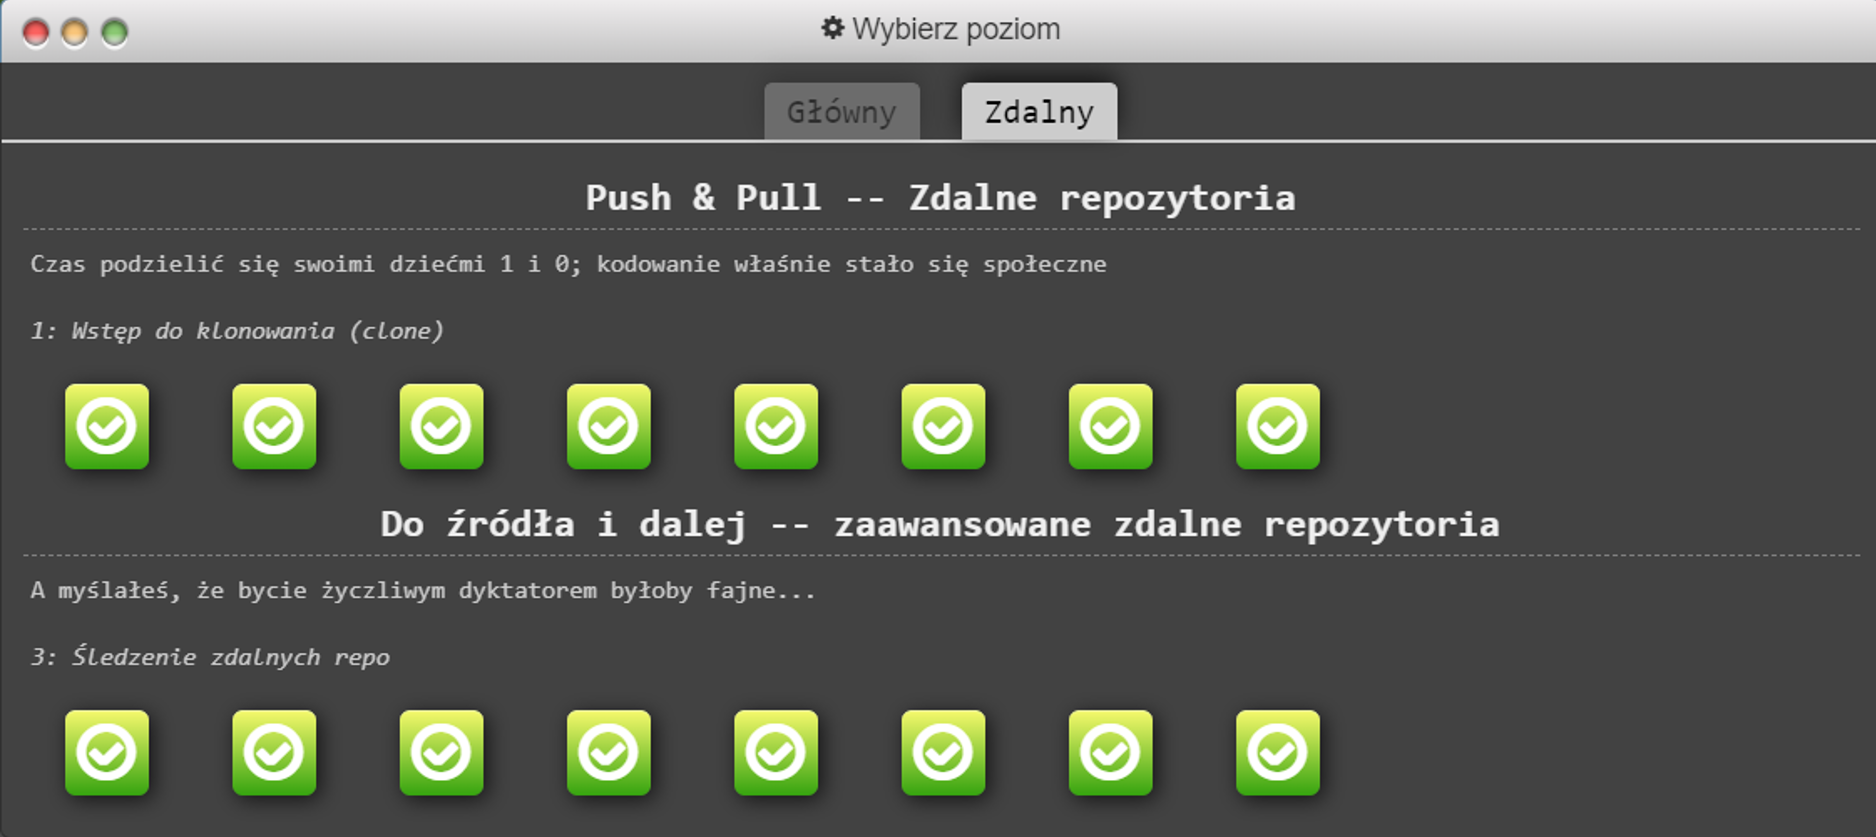 Wybierz poziom
Główny Zdalny
Push & Pull -- Zdalne repozytoria
Czas podzielić się swoimi dziećmi 1 i 0; kodowanie właśnie stało się społeczne
1: Wstęp do klonowania (clone)
Do źródła i dalej -- zaawansowane zdalne repozytoria
A myślałeś, że bycie życzliwym dyktatorem byłoby fajne...
3: Śledzenie zdalnych repo